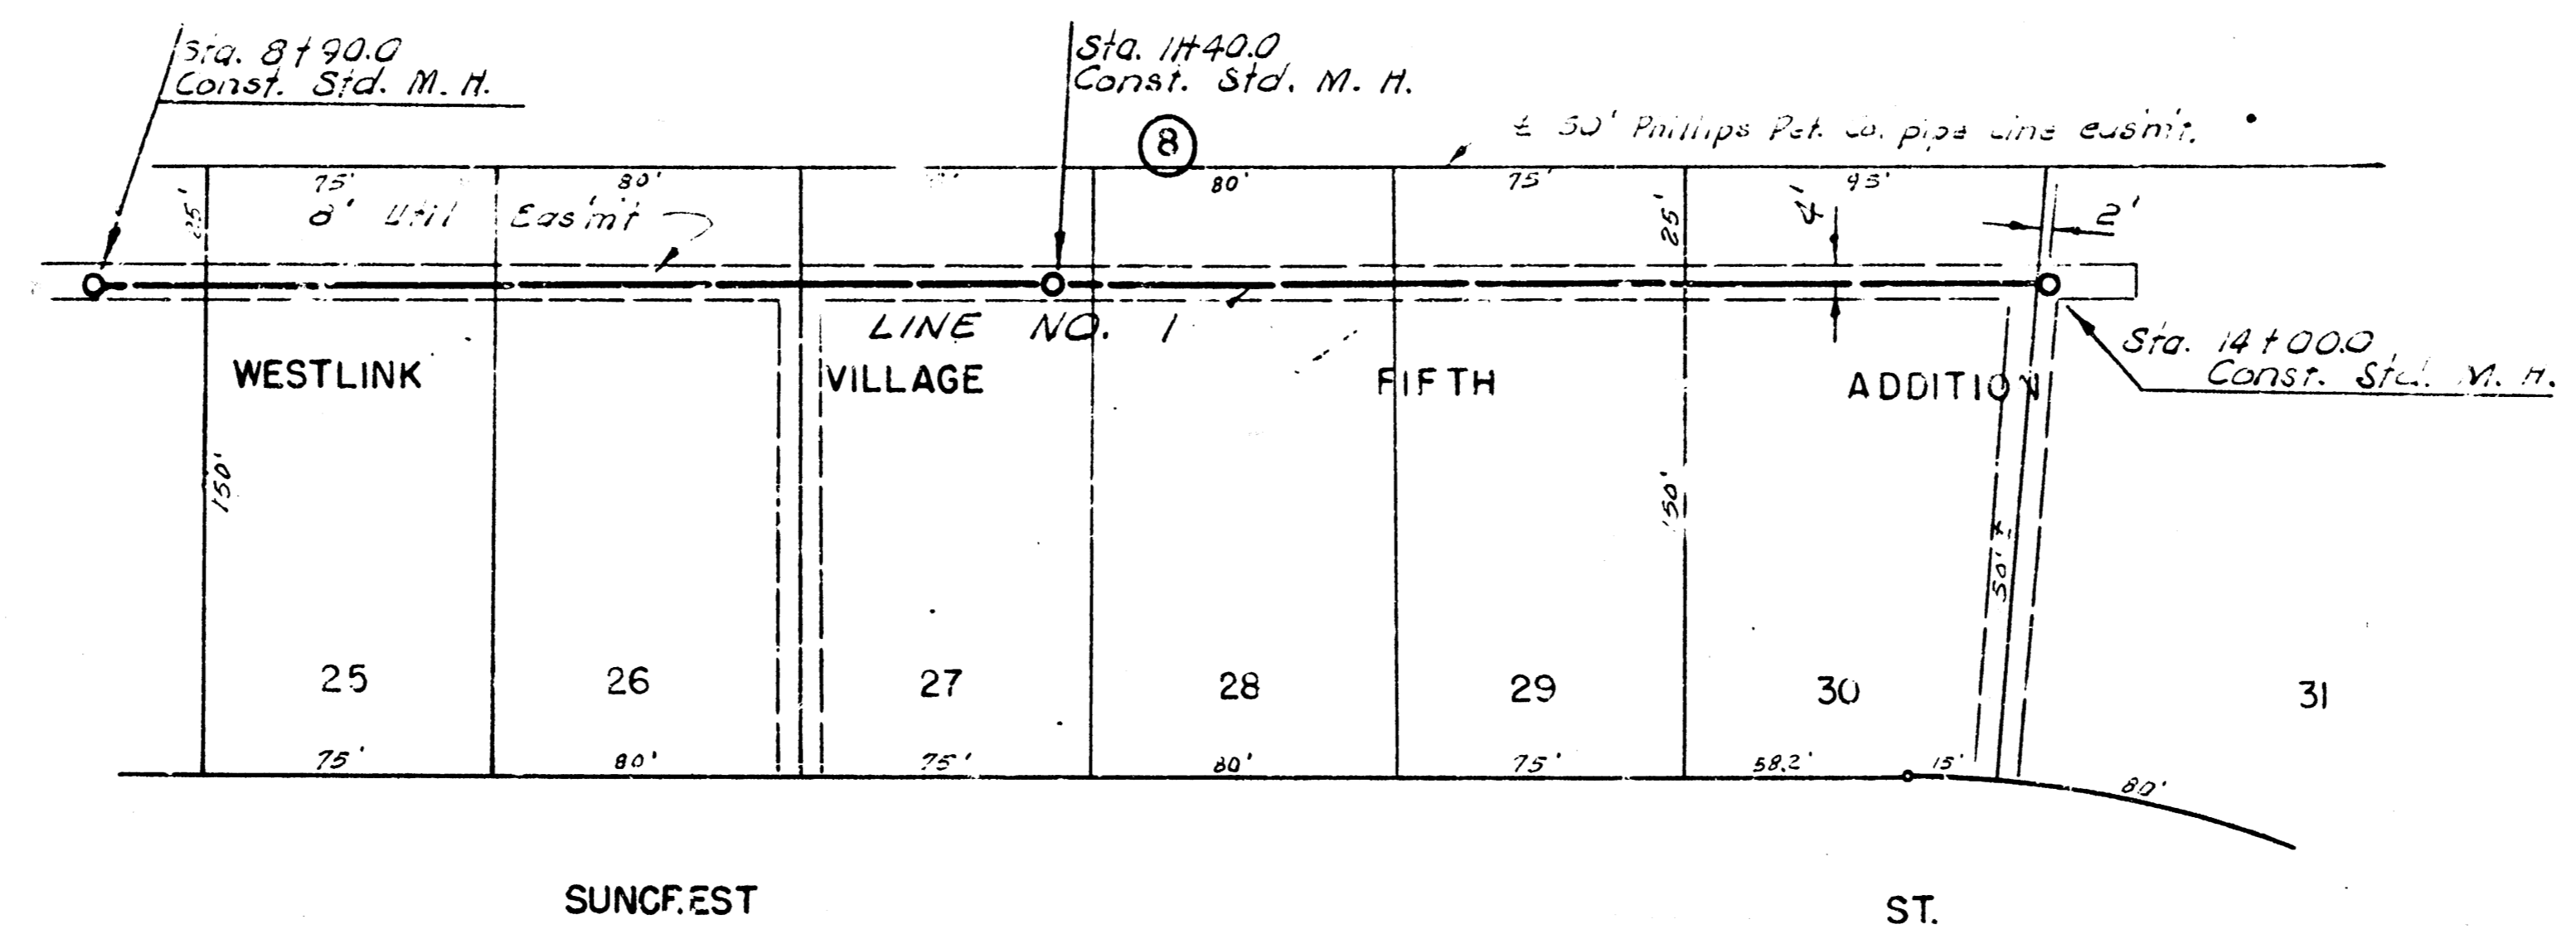 Sta. 8+90.0
Const. Std. M. H.
Sta. 11+40.0
Const. Std. M. H.
8
℄ 50' Phillips Pet. Co. pipe Line easm't.
75'
80'
80'
75'
95'
25'
8' Util Eas'm't
25'
4'
2'
LINE NO. 1
Sta. 14+00.0
Const. Std. M. H.
WESTLINK VILLAGE FIFTH ADDITION
150'
150'
50' ±
25 26 27 28 29 30 31
75' 80' 75' 80' 75' 58.2' 15' 80'
SUNCREST ST.